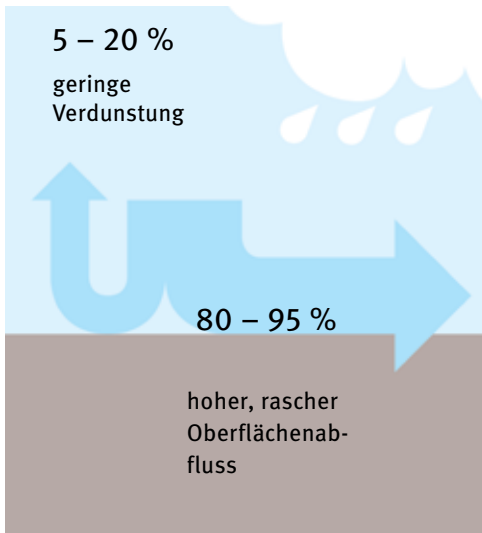 5 – 20 %
geringe
Verdunstung
80 – 95 %
hoher, rascher
Oberflächenab-
fluss